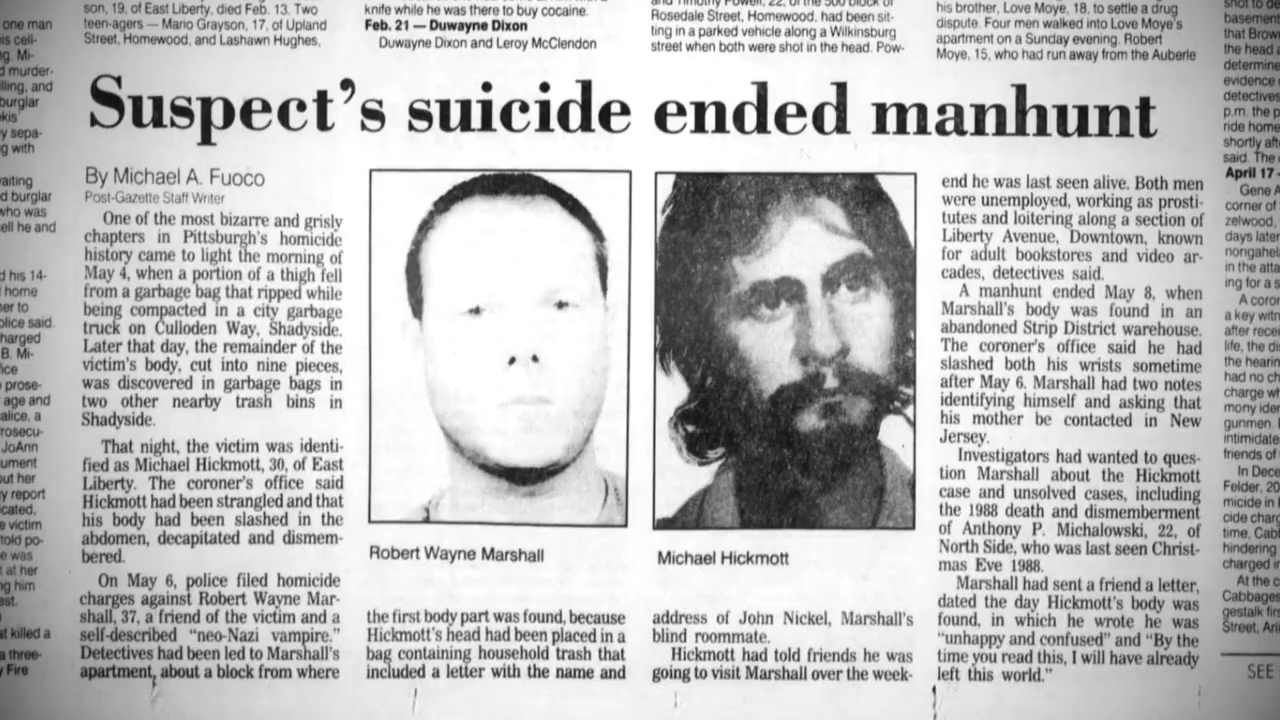 son, 19, of East Liberty, died Feb. 13. Two
teen-agers — Mario Grayson, 17, of Upland
Street, Homewood, and Lashawn Hughes,
knife while he was there to buy cocaine.
Feb. 21 — Duwayne Dixon
Duwayne Dixon and Leroy McClendon
and Timothy Powell, 22, of the 500 block of
Rosedale Street, Homewood, had been sit-
ting in a parked vehicle along a Wilkinsburg
street when both were shot in the head. Pow-
his brother, Love Moye, 18, to settle a drug
dispute. Four men walked into Love Moye's
apartment on a Sunday evening. Robert
Moye, 15, who had run away from the Auberle
Suspect's suicide ended manhunt
By Michael A. Fuoco
Post-Gazette Staff Writer
One of the most bizarre and grisly
chapters in Pittsburgh's homicide
history came to light the morning of
May 4, when a portion of a thigh fell
from a garbage bag that ripped while
being compacted in a city garbage
truck on Culloden Way, Shadyside.
Later that day, the remainder of the
victim's body, cut into nine pieces,
was discovered in garbage bags in
two other nearby trash bins in
Shadyside.
That night, the victim was identi-
fied as Michael Hickmott, 30, of East
Liberty. The coroner's office said
Hickmott had been strangled and that
his body had been slashed in the
abdomen, decapitated and dismem-
bered.
On May 6, police filed homicide
charges against Robert Wayne Mar-
shall, 37, a friend of the victim and a
self-described "neo-Nazi vampire."
Detectives had been led to Marshall's
apartment, about a block from where
Robert Wayne Marshall
the first body part was found, because
Hickmott's head had been placed in a
bag containing household trash that
included a letter with the name and
Michael Hickmott
address of John Nickel, Marshall's
blind roommate.
Hickmott had told friends he was
going to visit Marshall over the week-
end he was last seen alive. Both men
were unemployed, working as prosti-
tutes and loitering along a section of
Liberty Avenue, Downtown, known
for adult bookstores and video ar-
cades, detectives said.
A manhunt ended May 8, when
Marshall's body was found in an
abandoned Strip District warehouse.
The coroner's office said he had
slashed both his wrists sometime
after May 6. Marshall had two notes
identifying himself and asking that
his mother be contacted in New
Jersey.
Investigators had wanted to ques-
tion Marshall about the Hickmott
case and unsolved cases, including
the 1988 death and dismemberment
of Anthony P. Michalowski, 22, of
North Side, who was last seen Christ-
mas Eve 1988.
Marshall had sent a friend a letter,
dated the day Hickmott's body was
found, in which he wrote he was
"unhappy and confused" and "By the
time you read this, I will have already
left this world."
April 17 -
SEE